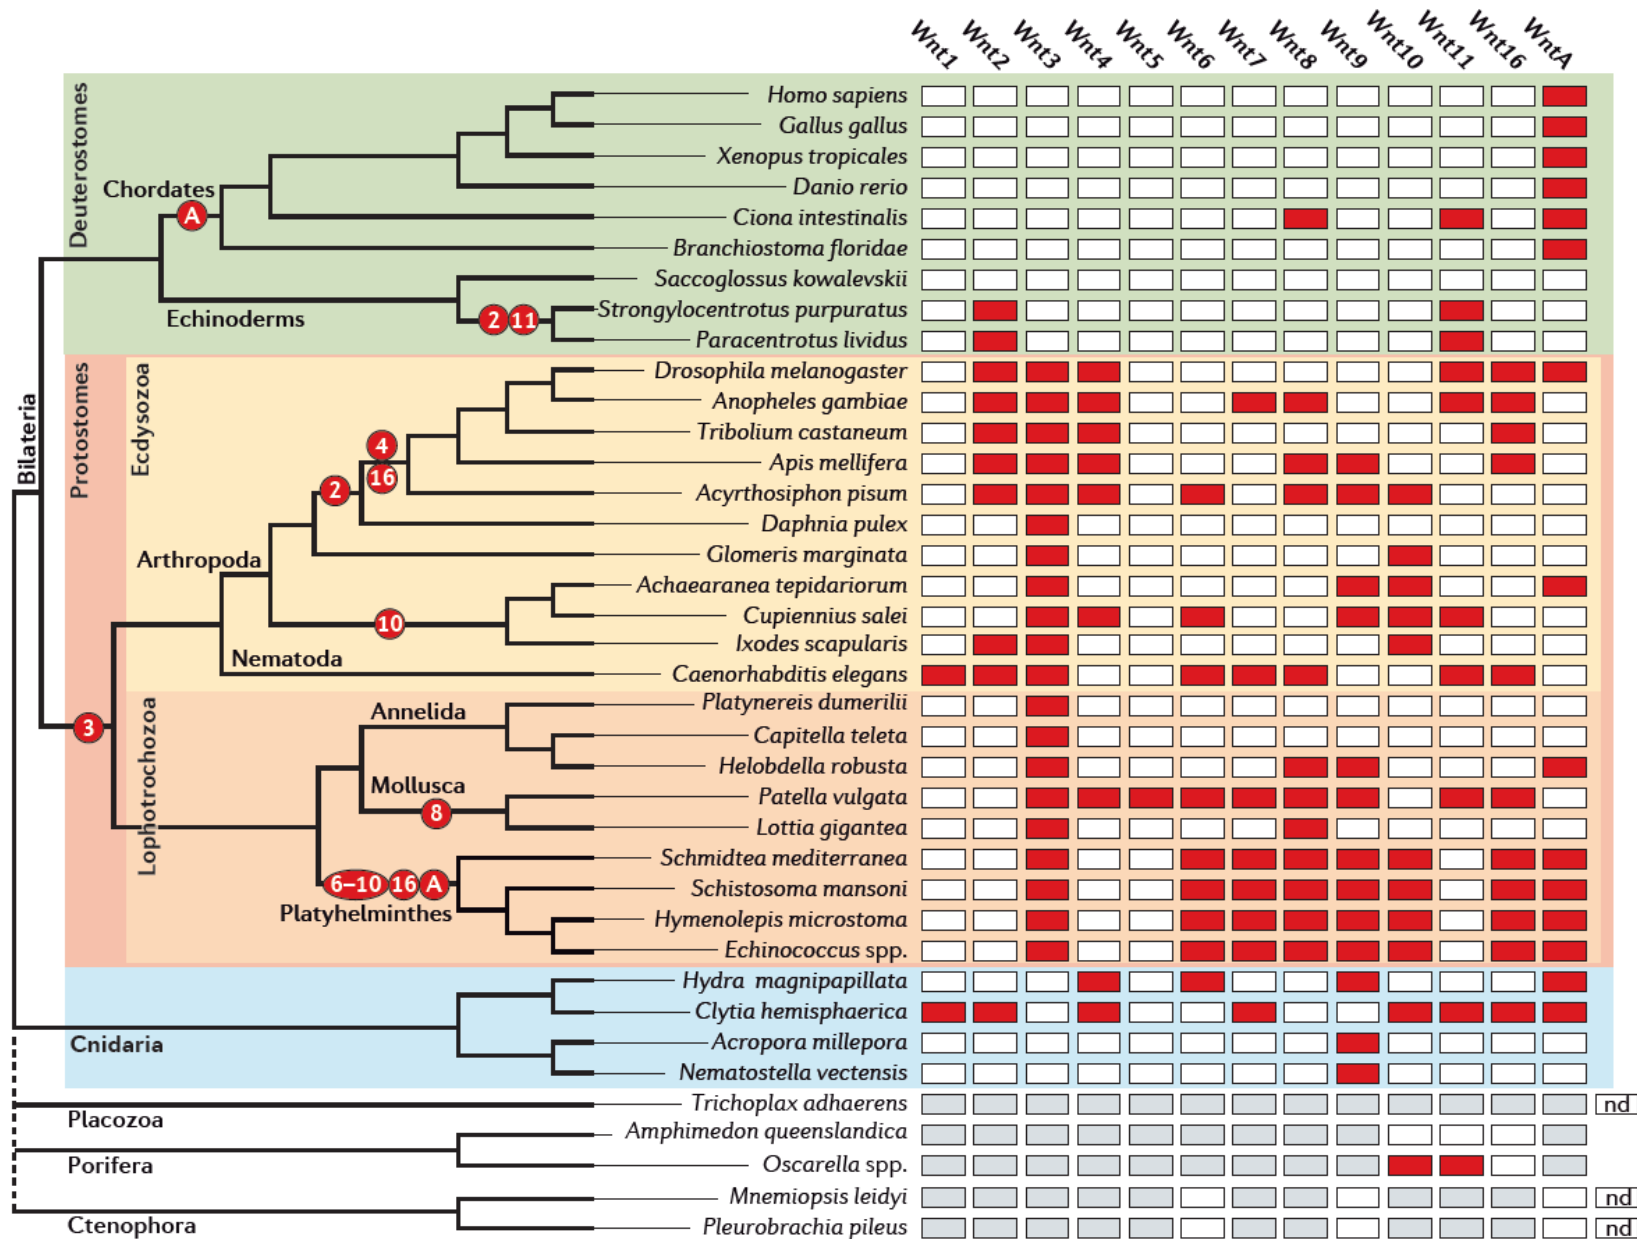 Wnt1 Wnt2 Wnt3 Wnt4 Wnt5 Wnt6 Wnt7 Wnt8 Wnt9 Wnt10 Wnt11 Wnt16 WntA
Deuterostomes
Homo sapiens
Gallus gallus
Xenopus tropicales
Danio rerio
Chordates
A
Ciona intestinalis
Branchiostoma floridae
Saccoglossus kowalevskii
Echinoderms
2 11
Strongylocentrotus purpuratus
Paracentrotus lividus
Bilateria
Protostomes
Edysozoa
Drosophila melanogaster
Anopheles gambiae
Tribolium castaneum
4
16
Apis mellifera
2
Acyrthosiphon pisum
Daphnia pulex
Arthropoda
Glomeris marginata
Achaearanea tepidariorum
10
Cupiennius salei
Ixodes scapularis
Nematoda
Caenorhabditis elegans
3
Lophotrochozoa
Annelida
Platynereis dumerilii
Capitella teleta
Helobdella robusta
Mollusca
8
Patella vulgata
Lottia gigantea
6–10 16 A
Platyhelminthes
Schmidtea mediterranea
Schistosoma mansoni
Hymenolepis microstoma
Echinococcus spp.
Cnidaria
Hydra magnipapillata
Clytia hemisphaerica
Acropora millepora
Nematostella vectensis
Placozoa
Trichoplax adhaerens nd
Porifera
Amphimedon queenslandica
Oscarella spp.
Ctenophora
Mnemiopsis leidyi nd
Pleurobrachia pileus nd